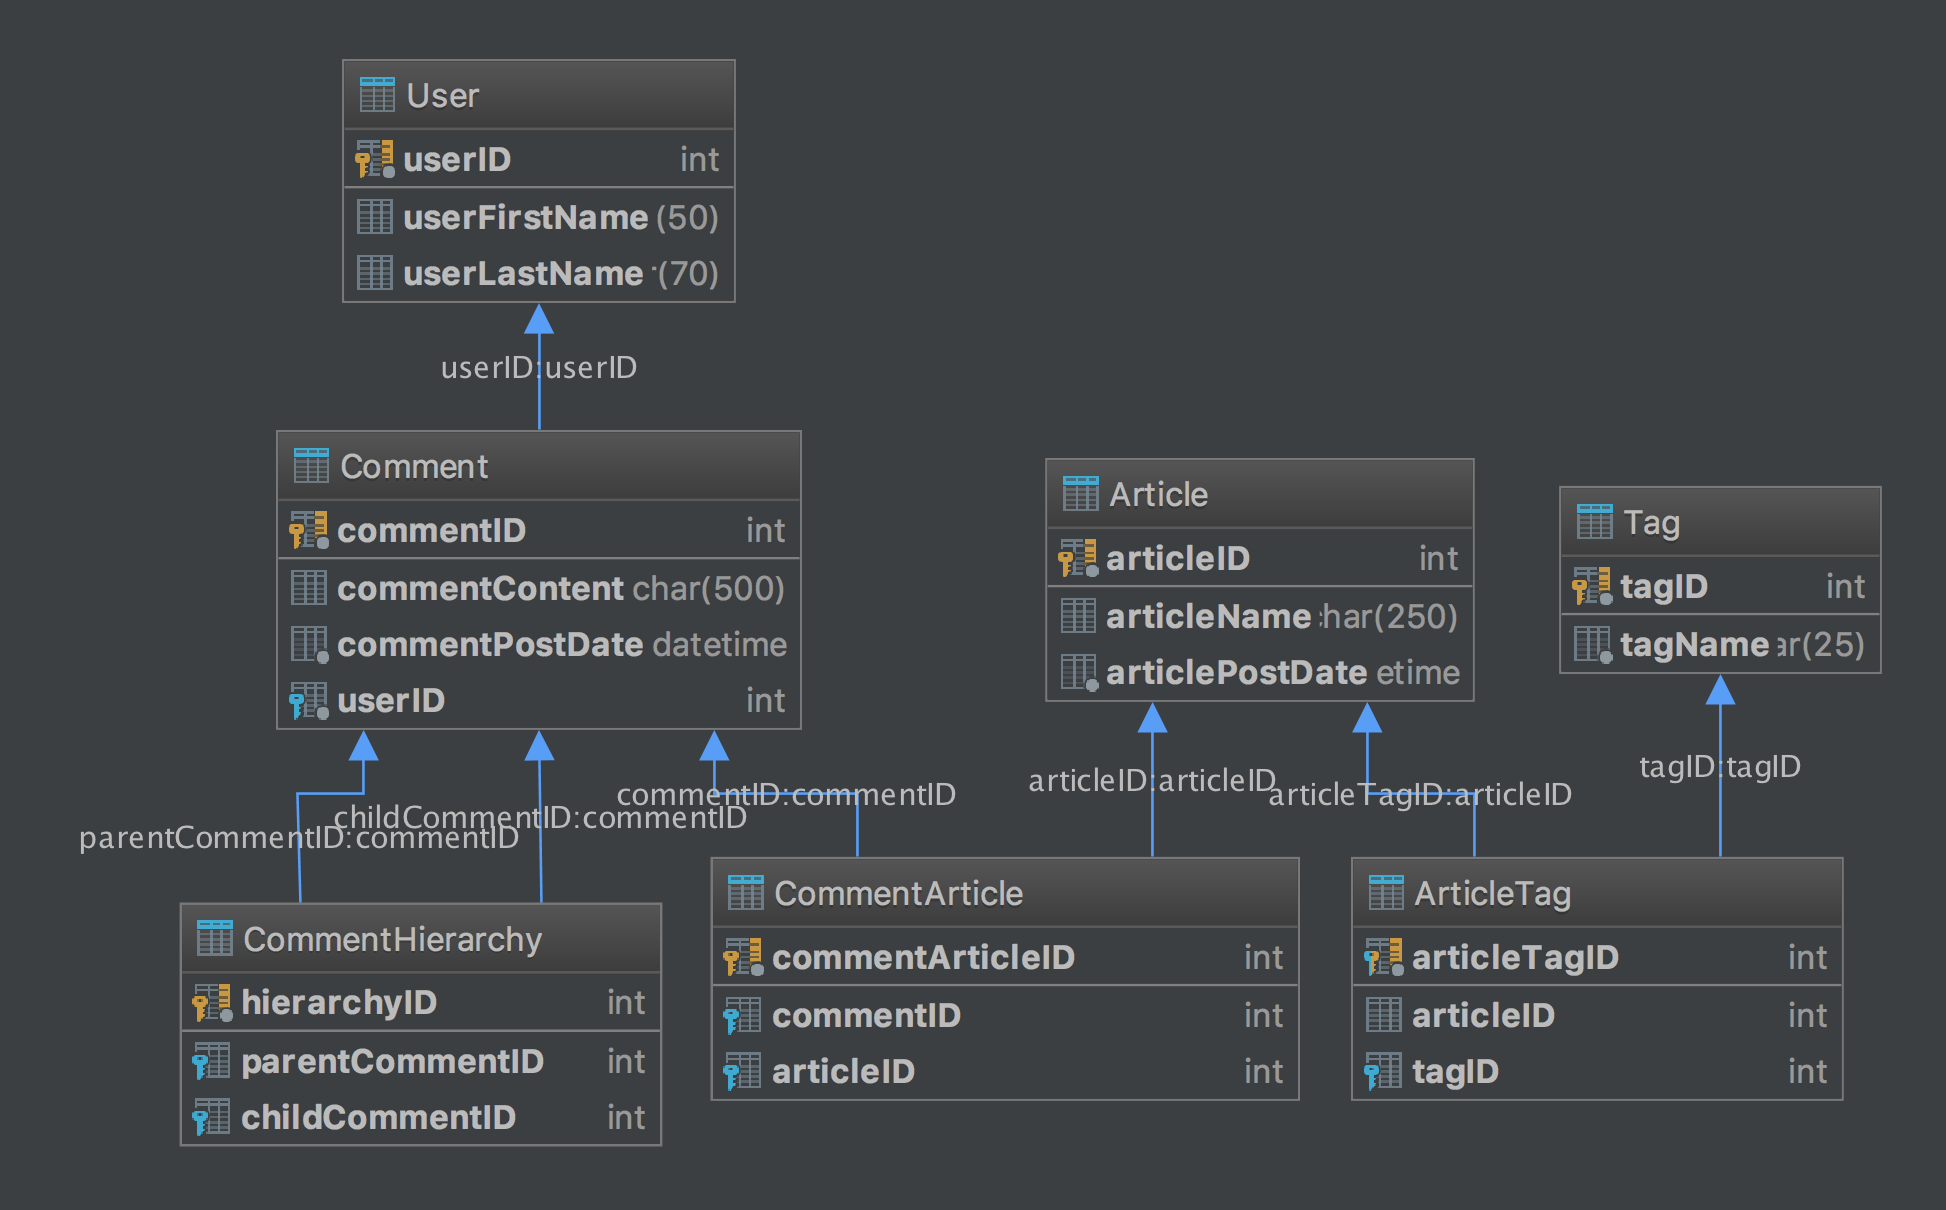 User
userID int
userFirstName (50)
userLastName (70)
userID:userID
Comment
commentID int
commentContent char(500)
commentPostDate datetime
userID int
Article
articleID int
articleName har(250)
articlePostDate etime
Tag
tagID int
tagName ar(25)
commentID:commentID
childCommentID:commentID
parentCommentID:commentID
articleID:articleID
articleTagID:articleID
tagID:tagID
CommentHierarchy
hierarchyID int
parentCommentID int
childCommentID int
CommentArticle
commentArticleID int
commentID int
articleID int
ArticleTag
articleTagID int
articleID int
tagID int